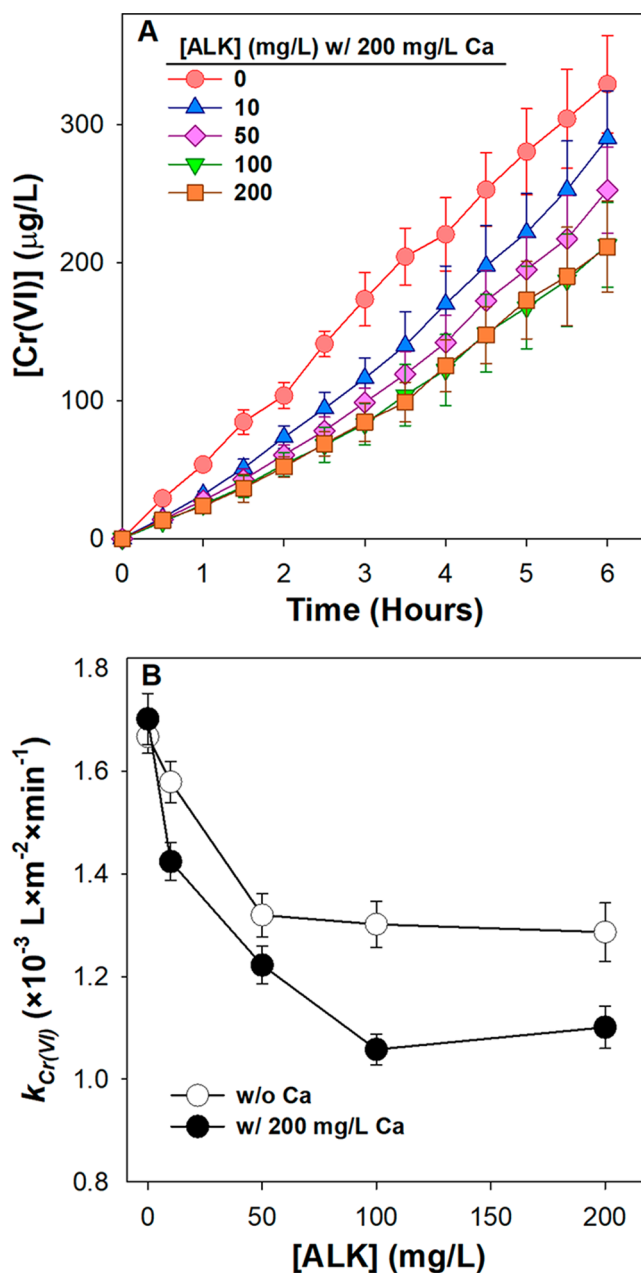 A
[ALK] (mg/L) w/ 200 mg/L Ca
0
10
50
100
200
[Cr(VI)] (µg/L)
300
200
100
0
0 1 2 3 4 5 6
Time (Hours)
B
k Cr(VI) (×10⁻³ L×m⁻²×min⁻¹)
1.8
1.6
1.4
1.2
1.0
0.8
w/o Ca
w/ 200 mg/L Ca
0 50 100 150 200
[ALK] (mg/L)